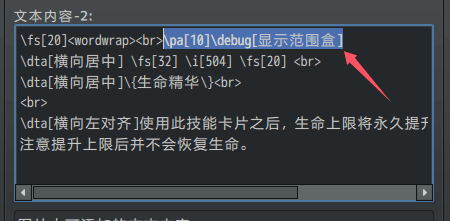 文本内容-2:
\fs[20]<wordwrap><br>\pa[10]\debug[显示范围盒]
\dta[横向居中] \fs[32] \i[504] \fs[20] <br>
\dta[横向居中]\{生命精华\}<br>
<br>
\dta[横向左对齐]使用此技能卡片之后，生命上限将永久提升
注意提升上限后并不会恢复生命。